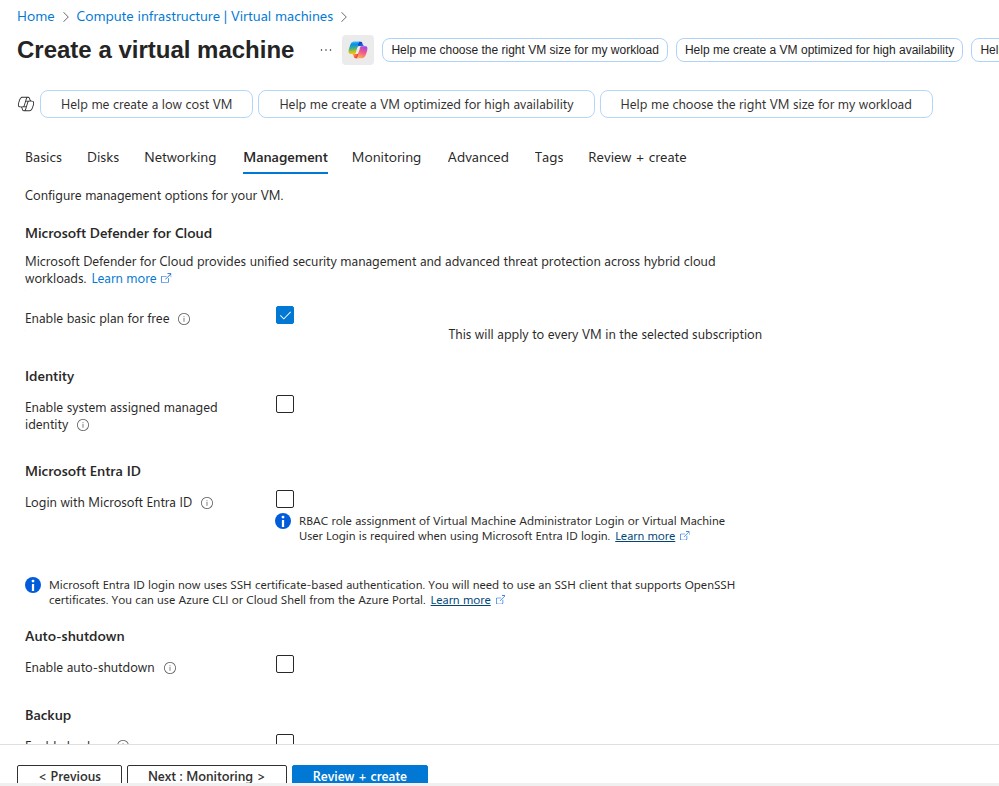 Home > Compute infrastructure | Virtual machines >
Create a virtual machine ...
Help me choose the right VM size for my workload
Help me create a VM optimized for high availability
Hel
Help me create a low cost VM
Help me create a VM optimized for high availability
Help me choose the right VM size for my workload
Basics Disks Networking Management Monitoring Advanced Tags Review + create
Configure management options for your VM.
Microsoft Defender for Cloud
Microsoft Defender for Cloud provides unified security management and advanced threat protection across hybrid cloud
workloads. Learn more
Enable basic plan for free
This will apply to every VM in the selected subscription
Identity
Enable system assigned managed
identity
Microsoft Entra ID
Login with Microsoft Entra ID
RBAC role assignment of Virtual Machine Administrator Login or Virtual Machine
User Login is required when using Microsoft Entra ID login. Learn more
Microsoft Entra ID login now uses SSH certificate-based authentication. You will need to use an SSH client that supports OpenSSH
certificates. You can use Azure CLI or Cloud Shell from the Azure Portal. Learn more
Auto-shutdown
Enable auto-shutdown
Backup
< Previous
Next : Monitoring >
Review + create